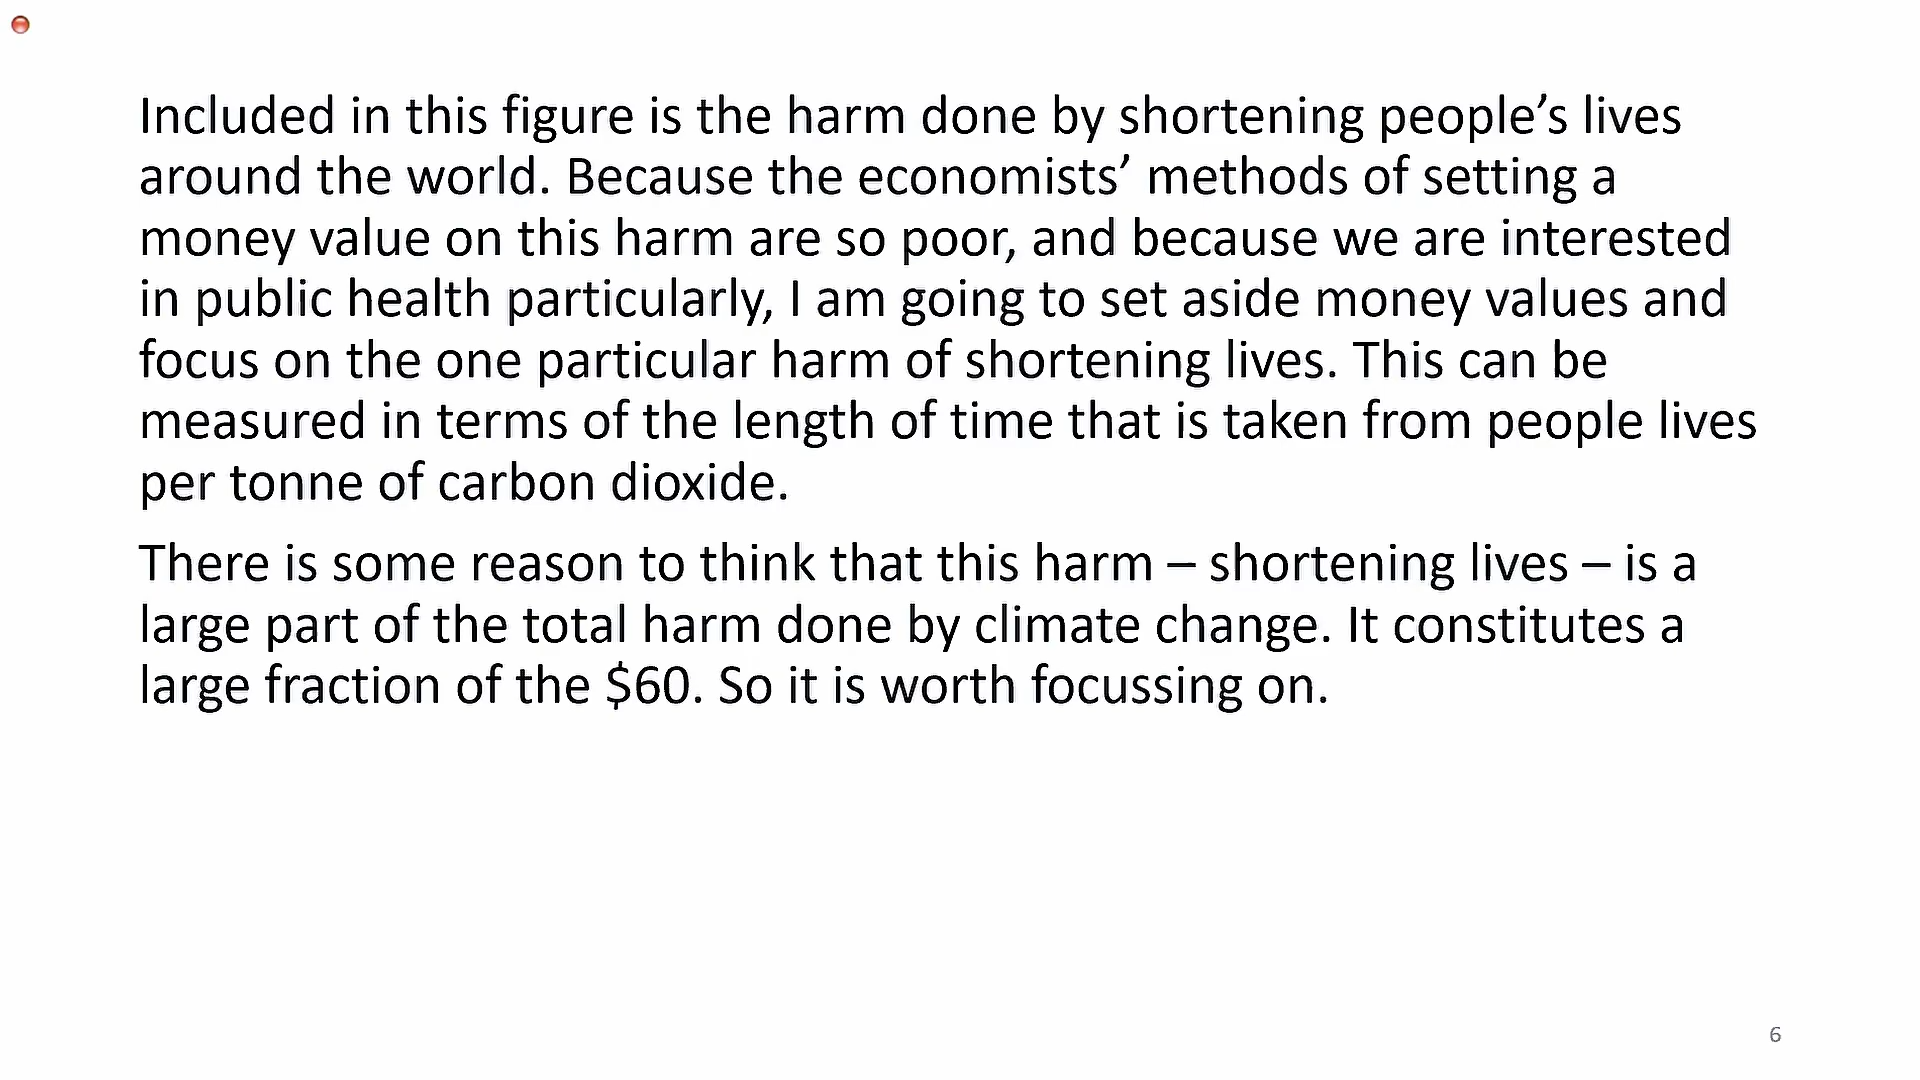 Included in this figure is the harm done by shortening people’s lives
around the world. Because the economists’ methods of setting a
money value on this harm are so poor, and because we are interested
in public health particularly, I am going to set aside money values and
focus on the one particular harm of shortening lives. This can be
measured in terms of the length of time that is taken from people lives
per tonne of carbon dioxide.
There is some reason to think that this harm – shortening lives – is a
large part of the total harm done by climate change. It constitutes a
large fraction of the $60. So it is worth focussing on.
6